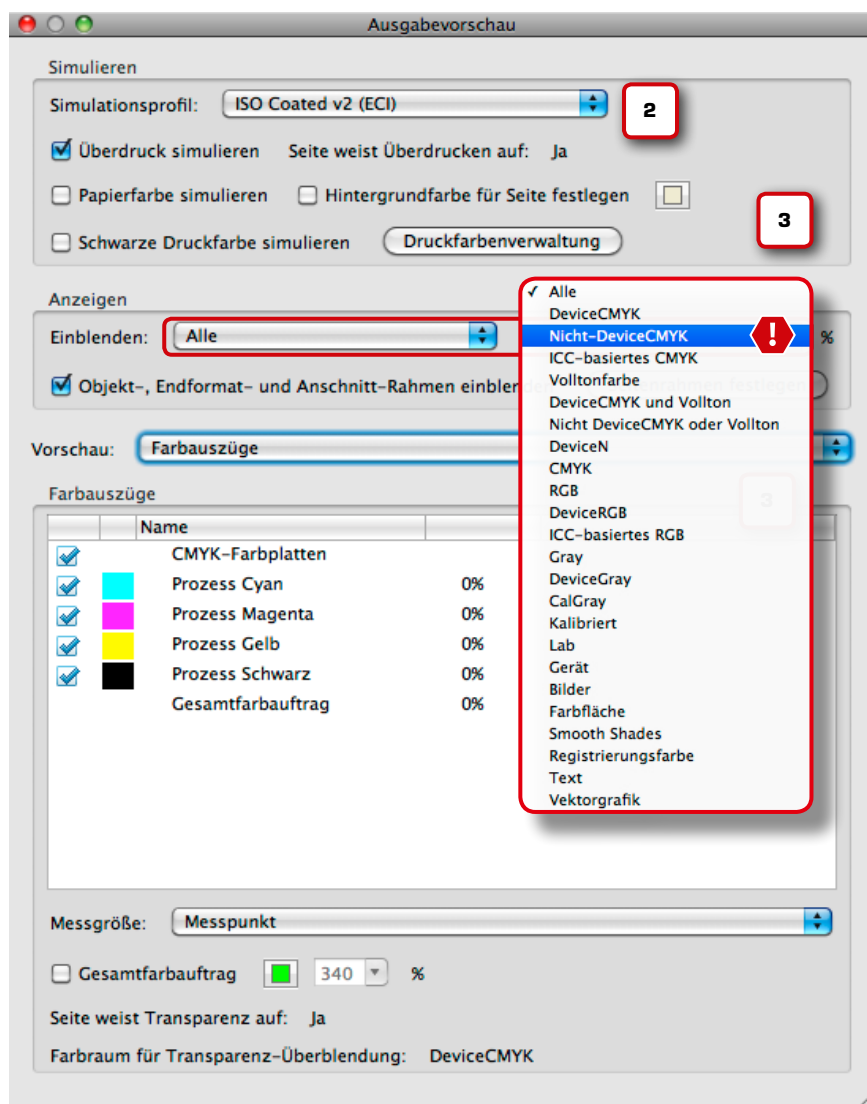 Ausgabevorschau
Simulieren
Simulationsprofil: ISO Coated v2 (ECI)
2
Überdruck simulieren Seite weist Überdrucken auf: Ja
Papierfarbe simulieren Hintergrundfarbe für Seite festlegen
3
Schwarze Druckfarbe simulieren Druckfarbenverwaltung
Anzeigen
Einblenden: Alle
%
Objekt-, Endformat- und Anschnitt-Rahmen einblenden
✓ Alle
DeviceCMYK
Nicht-DeviceCMYK !
ICC-basiertes CMYK
Volltonfarbe
DeviceCMYK und Vollton
Nicht DeviceCMYK oder Vollton
DeviceN
CMYK
RGB
DeviceRGB
ICC-basiertes RGB
Gray
DeviceGray
CalGray
Kalibriert
Lab
Gerät
Bilder
Farbfläche
Smooth Shades
Registrierungsfarbe
Text
Vektorgrafik
Vorschau: Farbauszüge
Farbauszüge
3
Name
CMYK-Farbplatten
Prozess Cyan 0%
Prozess Magenta 0%
Prozess Gelb 0%
Prozess Schwarz 0%
Gesamtfarbauftrag 0%
Messgröße: Messpunkt
Gesamtfarbauftrag 340 %
Seite weist Transparenz auf: Ja
Farbraum für Transparenz-Überblendung: DeviceCMYK